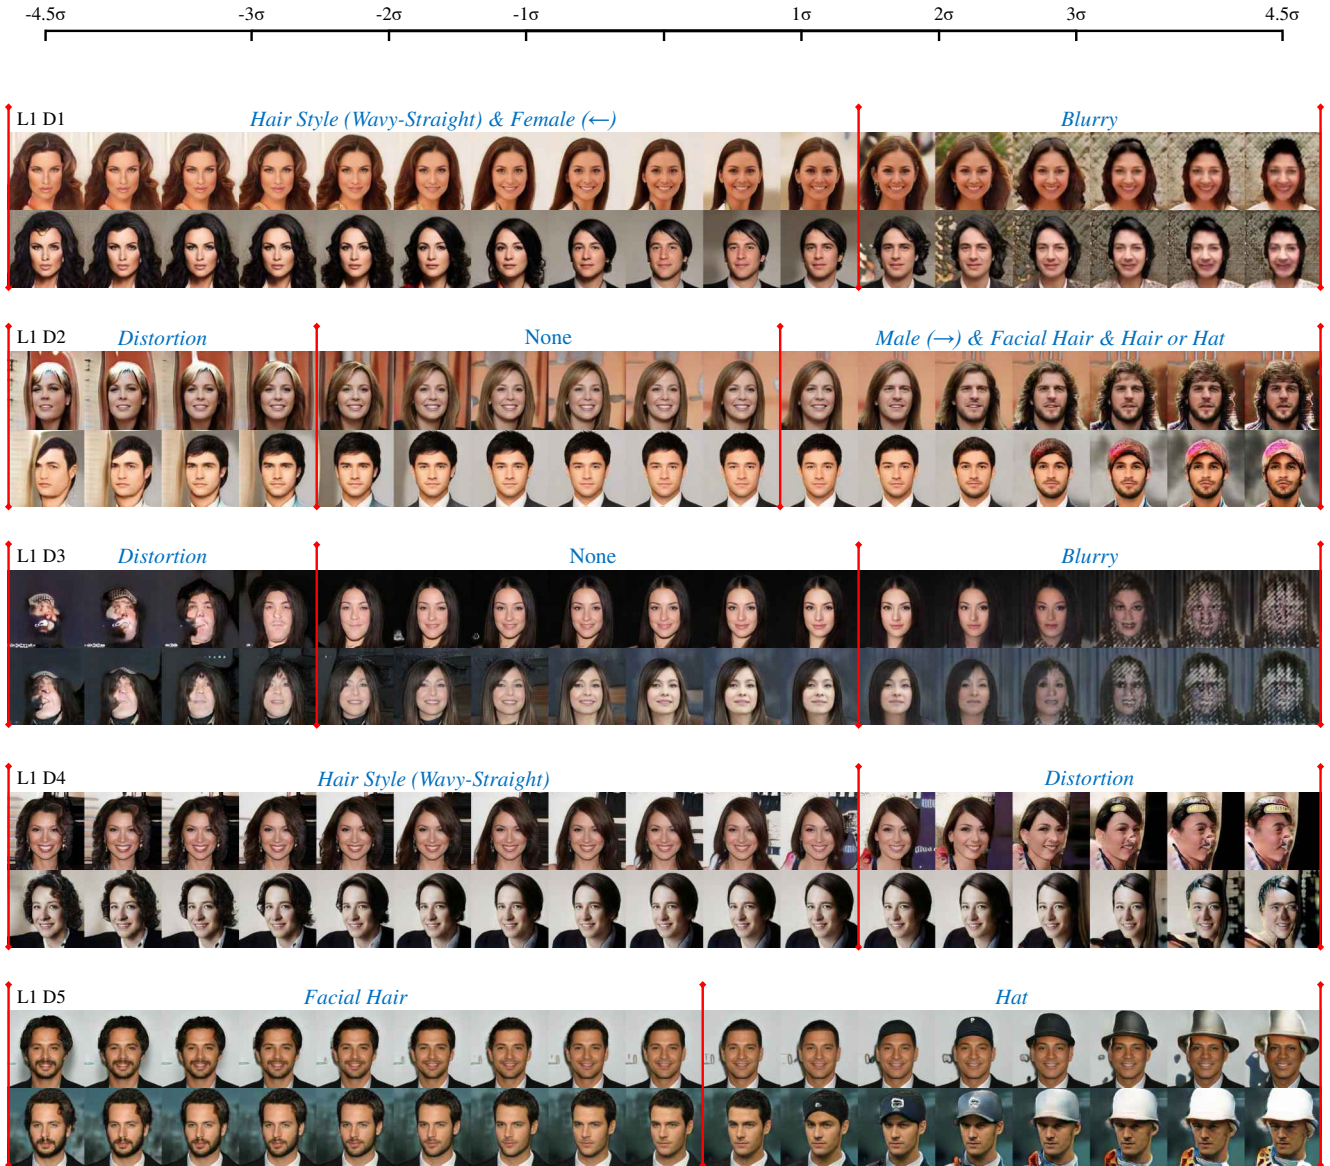 -4.5σ -3σ -2σ -1σ 1σ 2σ 3σ 4.5σ
L1 D1 Hair Style (Wavy-Straight) & Female (←) Blurry
L1 D2 Distortion None Male (→) & Facial Hair & Hair or Hat
L1 D3 Distortion None Blurry
L1 D4 Hair Style (Wavy-Straight) Distortion
L1 D5 Facial Hair Hat